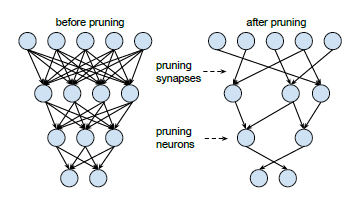 before pruning
after pruning
pruning
synapses
pruning
neurons